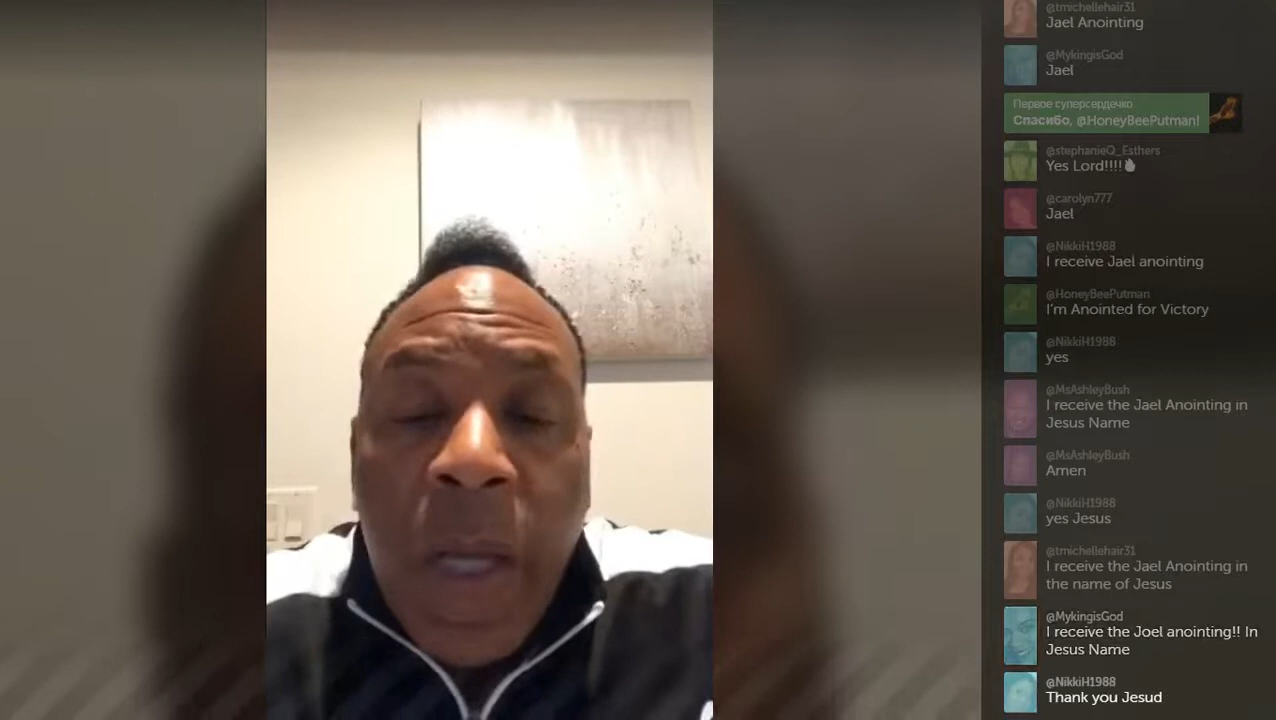 @tmichellehair31
Jael Anointing
@MykingisGod
Jael
Первое суперсердечко
Спасибо, @HoneyBeePutman!
@stephanieQ_Esthers
Yes Lord!!!!
@carolyn777
Jael
@NikkiH1988
I receive Jael anointing
@HoneyBeePutman
I'm Anointed for Victory
@NikkiH1988
yes
@MsAshleyBush
I receive the Jael Anointing in
Jesus Name
@MsAshleyBush
Amen
@NikkiH1988
yes Jesus
@tmichellehair31
I receive the Jael Anointing in
the name of Jesus
@MykingisGod
I receive the Joel anointing!! In
Jesus Name
@NikkiH1988
Thank you Jesud